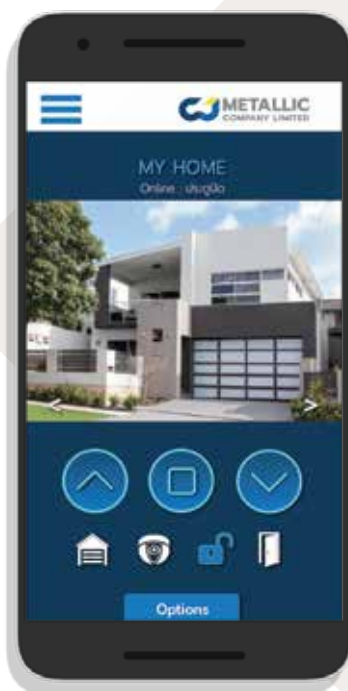 METALLIC
COMPANY LIMITED
MY HOME
Online : ประตูปิด
Options